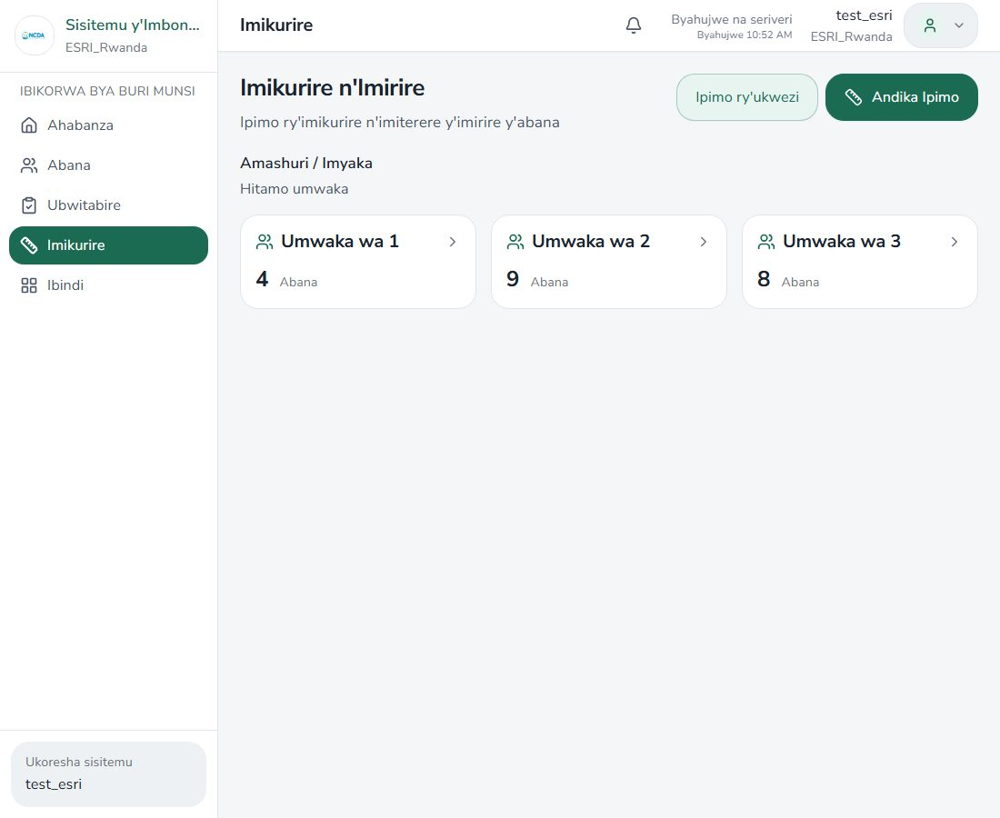 NCDA
Sisitemu y'Imbon...
ESRI_Rwanda
IBIKORWA BYA BURI MUNSI
Ahabanza
Abana
Ubwitabire
Imikurire
Ibindi
Ukoresha sisitemu
test_esri
Imikurire
Byahujwe na seriveri
Byahujwe 10:52 AM
test_esri
ESRI_Rwanda
Imikurire n'Imirire
Ipimo ry'imikurire n'imiterere y'imirire y'abana
Ipimo ry'ukwezi
Andika Ipimo
Amashuri / Imyaka
Hitamo umwaka
Umwaka wa 1
4 Abana
Umwaka wa 2
9 Abana
Umwaka wa 3
8 Abana